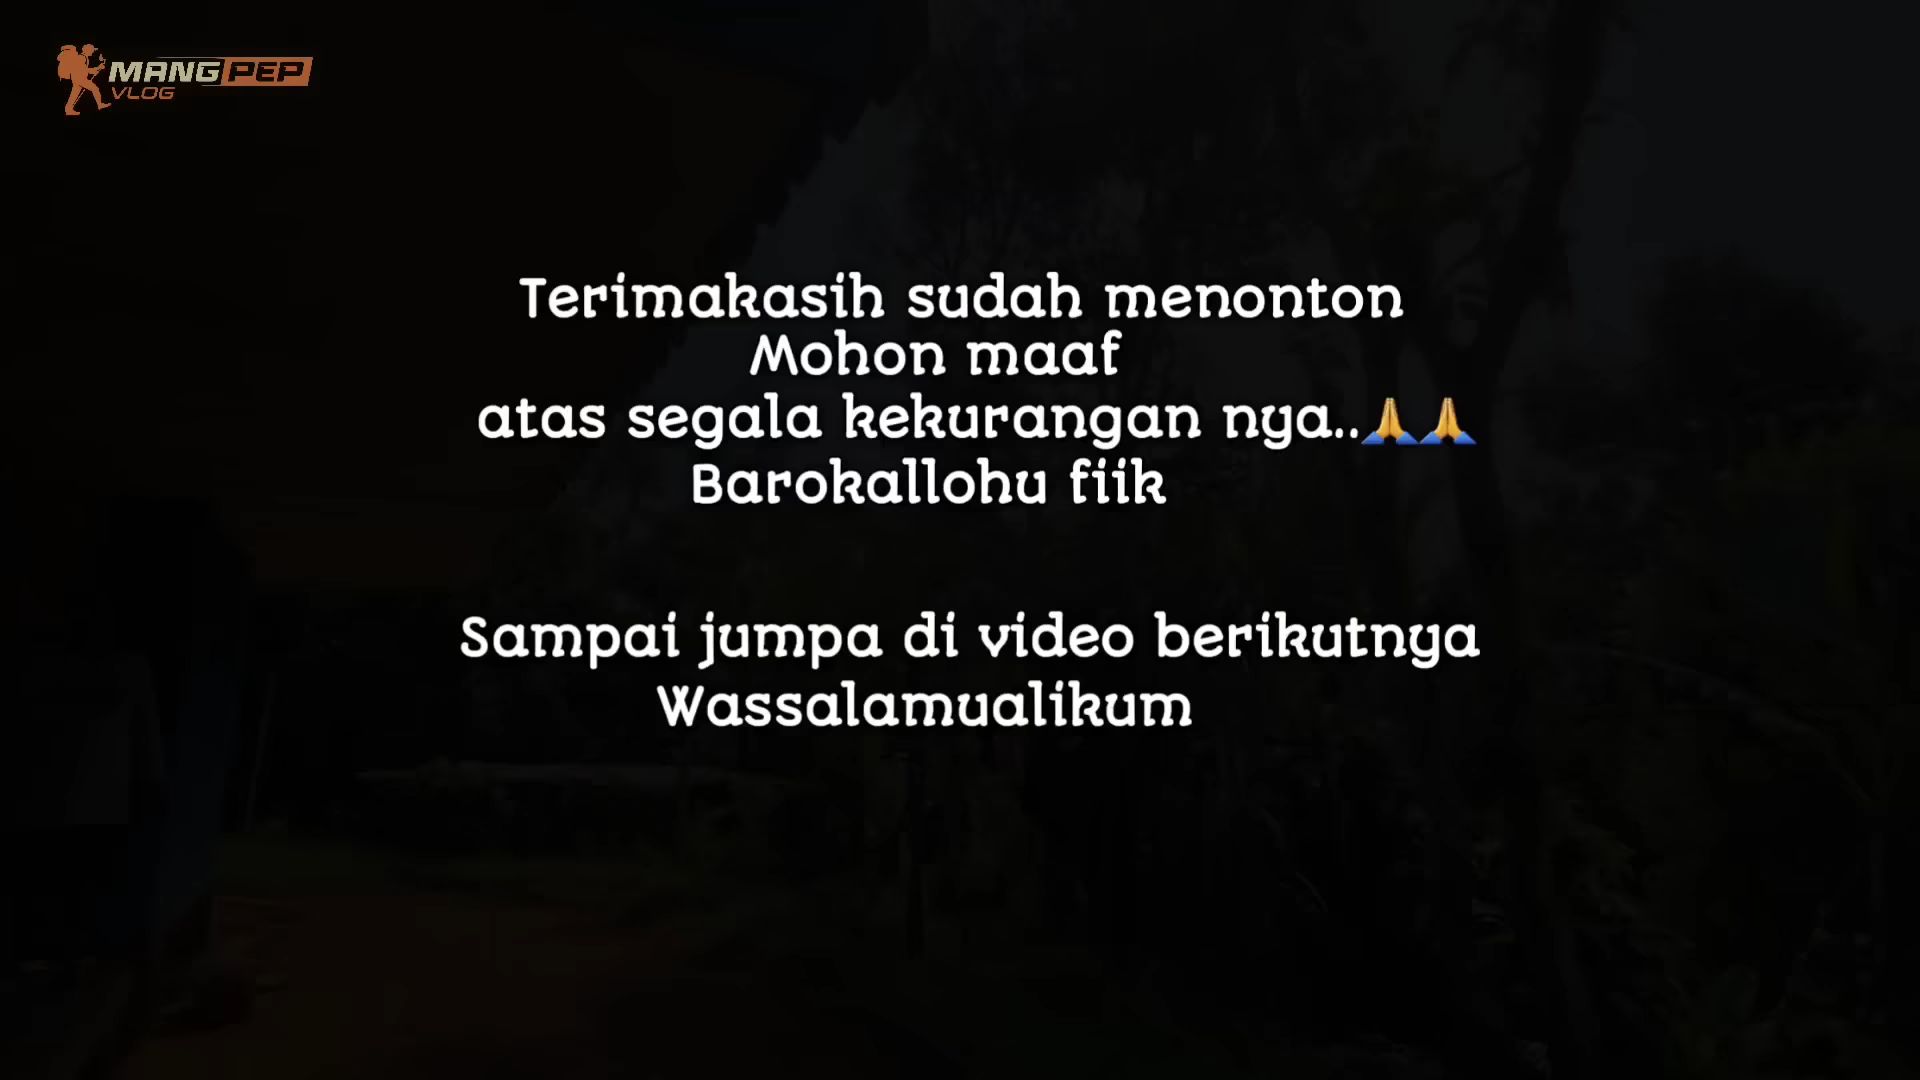 MANG PEP
VLOG
Terimakasih sudah menonton
Mohon maaf
atas segala kekurangan nya..🙏🙏
Barokallohu fiik
Sampai jumpa di video berikutnya
Wassalamualikum